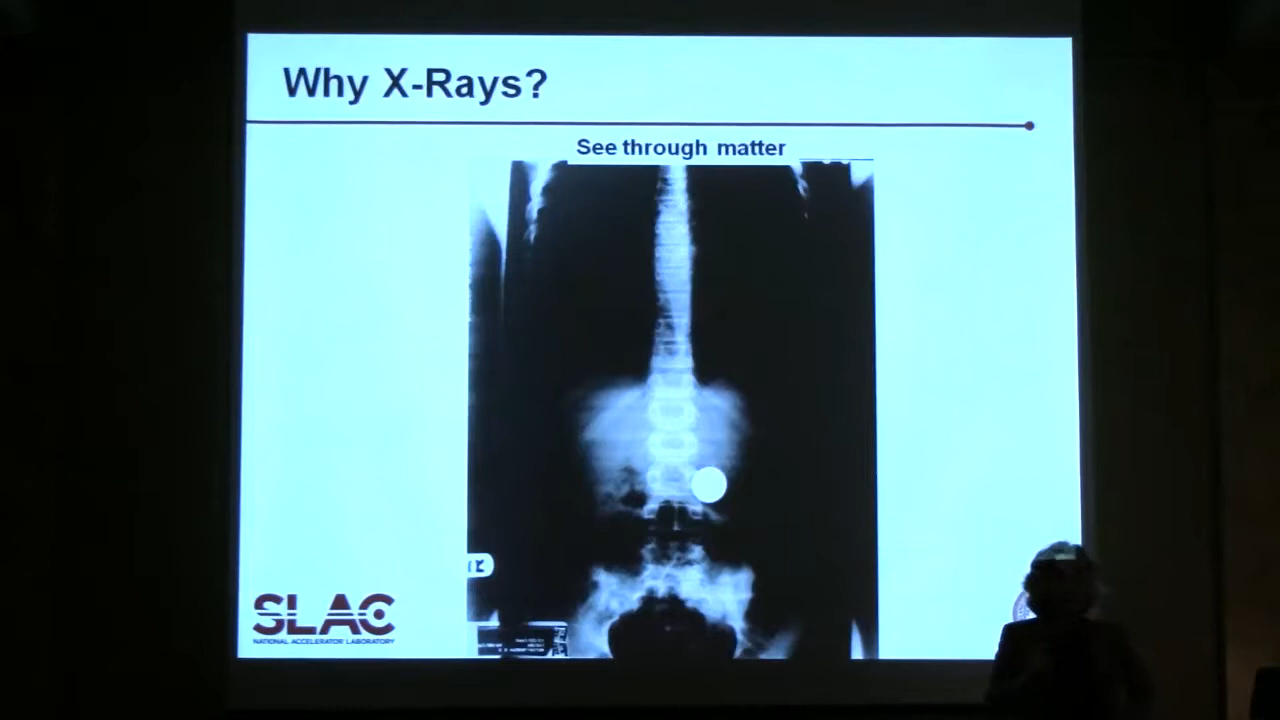 Why X-Rays?
See through matter
SLAC
NATIONAL ACCELERATOR LABORATORY